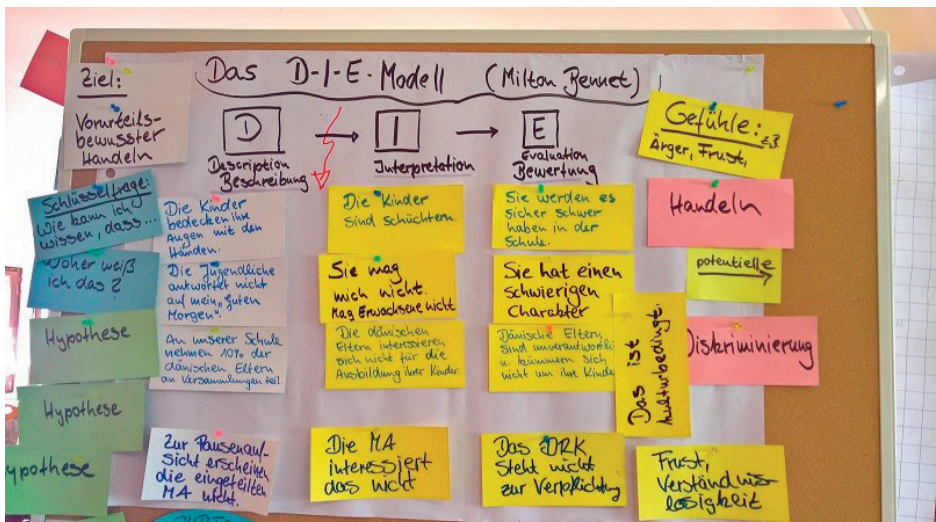 Ziel:
Vorurteils-
bewusster
Handeln
Das D-I-E-Modell (Milton Bennet)
D
Description
Beschreibung
I
Interpretation
E
Evaluation
Bewertung
Gefühle:
Ärger, Frust,
Schlüsselfrage:
Wie kann ich
wissen, dass...
Woher weiß
ich das?
Hypothese
Hypothese
ypothese
Die Kinder
bedecken ihre
Augen mit den
Händen.
Die Kinder
sind schüchtern.
Sie werden es
sicher schwer
haben in der
Schule.
Handeln
Die Jugendliche
antwortet nicht
auf mein "guten
Morgen".
Sie mag
mich nicht.
Mag Erwachsene nicht
Sie hat einen
schwierigen
Charakter
potentielle
An unserer Schule
nehmen 10% der
dänischen Eltern
an Versammlungen teil.
Die dänischen
Eltern interessieren
sich nicht für die
Ausbildung ihrer Kinder.
Dänische Eltern
sind unverantwortli
u. kümmern sich
nicht um ihre Kinder
Das ist
kulturbedingt.
Diskriminierung
Zur Pausenauf-
sicht erscheinen
die eingeteilten
MA nicht.
Die MA
interessiert
das nicht
Das DRK
steht nicht
zur Verpflichtung
Frust,
Verständnis-
losigkeit